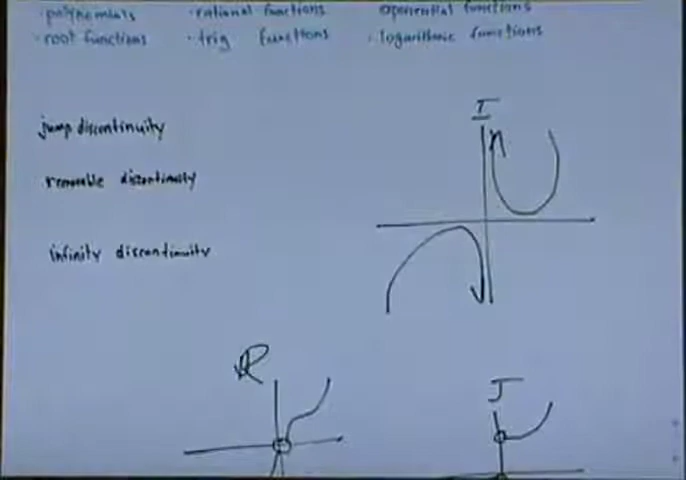 · polynomials · rational functions exponential functions
· root functions · trig functions · logarithmic functions
jump discontinuity
I
removable discontinuity
infinity discontinuity
R
J